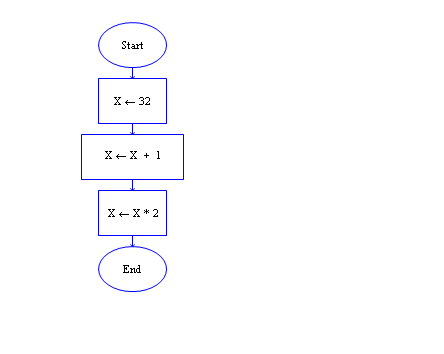 Start
X ← 32
X ← X + 1
X ← X * 2
End